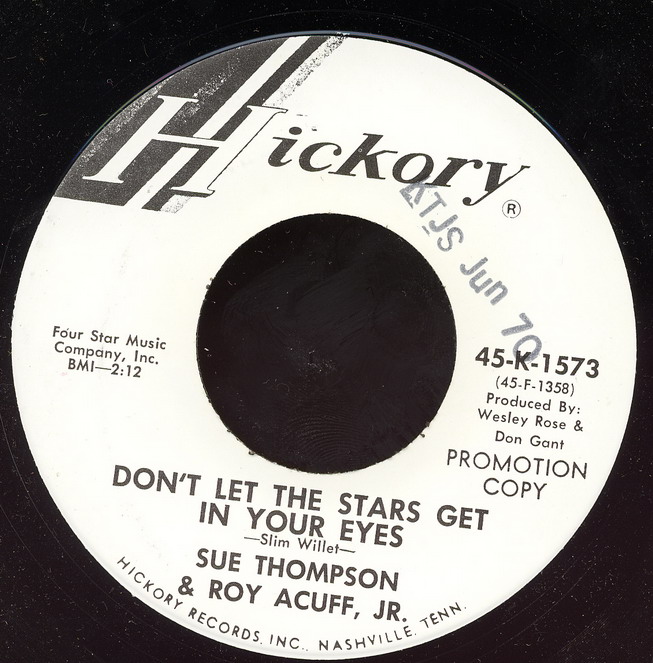 Hickory
®
KTJS Jun 70
Four Star Music
Company, Inc.
BMI—2:12
45-K-1573
(45-F-1358)
Produced By:
Wesley Rose &
Don Gant
PROMOTION
COPY
DON'T LET THE STARS GET
IN YOUR EYES
—Slim Willet—
SUE THOMPSON
& ROY ACUFF, JR.
HICKORY RECORDS, INC., NASHVILLE, TENN.